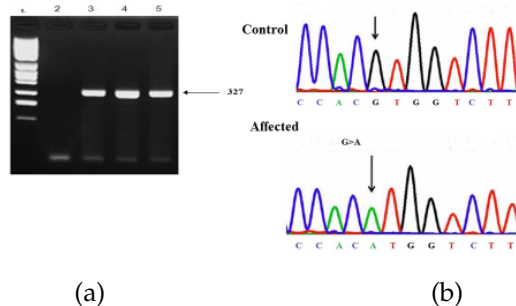 2 3 4 5
327
Control
C C A C G T G G T C T T
Affected
G>A
C C A C A T G G T C T T
(a) (b)